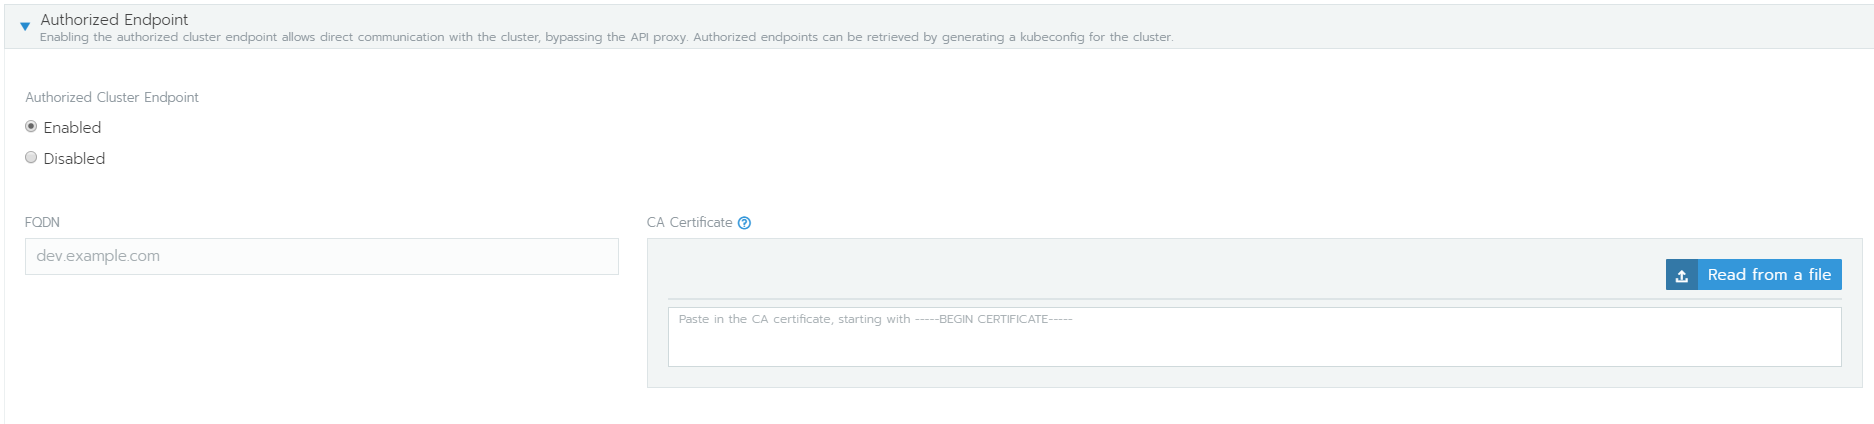 Authorized Endpoint
Enabling the authorized cluster endpoint allows direct communication with the cluster, bypassing the API proxy. Authorized endpoints can be retrieved by generating a kubeconfig for the cluster.
Authorized Cluster Endpoint
Enabled
Disabled
FQDN
dev.example.com
CA Certificate ?
Read from a file
Paste in the CA certificate, starting with -----BEGIN CERTIFICATE-----